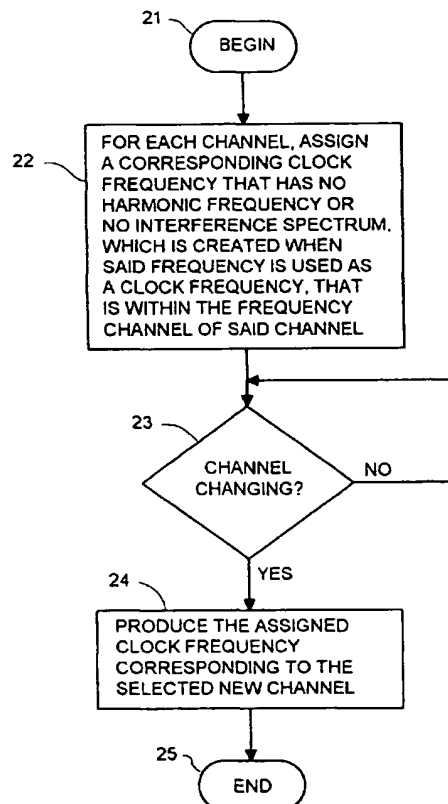 21
BEGIN
22
FOR EACH CHANNEL, ASSIGN
A CORRESPONDING CLOCK
FREQUENCY THAT HAS NO
HARMONIC FREQUENCY OR
NO INTERFERENCE SPECTRUM,
WHICH IS CREATED WHEN
SAID FREQUENCY IS USED AS
A CLOCK FREQUENCY, THAT
IS WITHIN THE FREQUENCY
CHANNEL OF SAID CHANNEL
23
CHANNEL
CHANGING?
NO
YES
24
PRODUCE THE ASSIGNED
CLOCK FREQUENCY
CORRESPONDING TO THE
SELECTED NEW CHANNEL
25
END